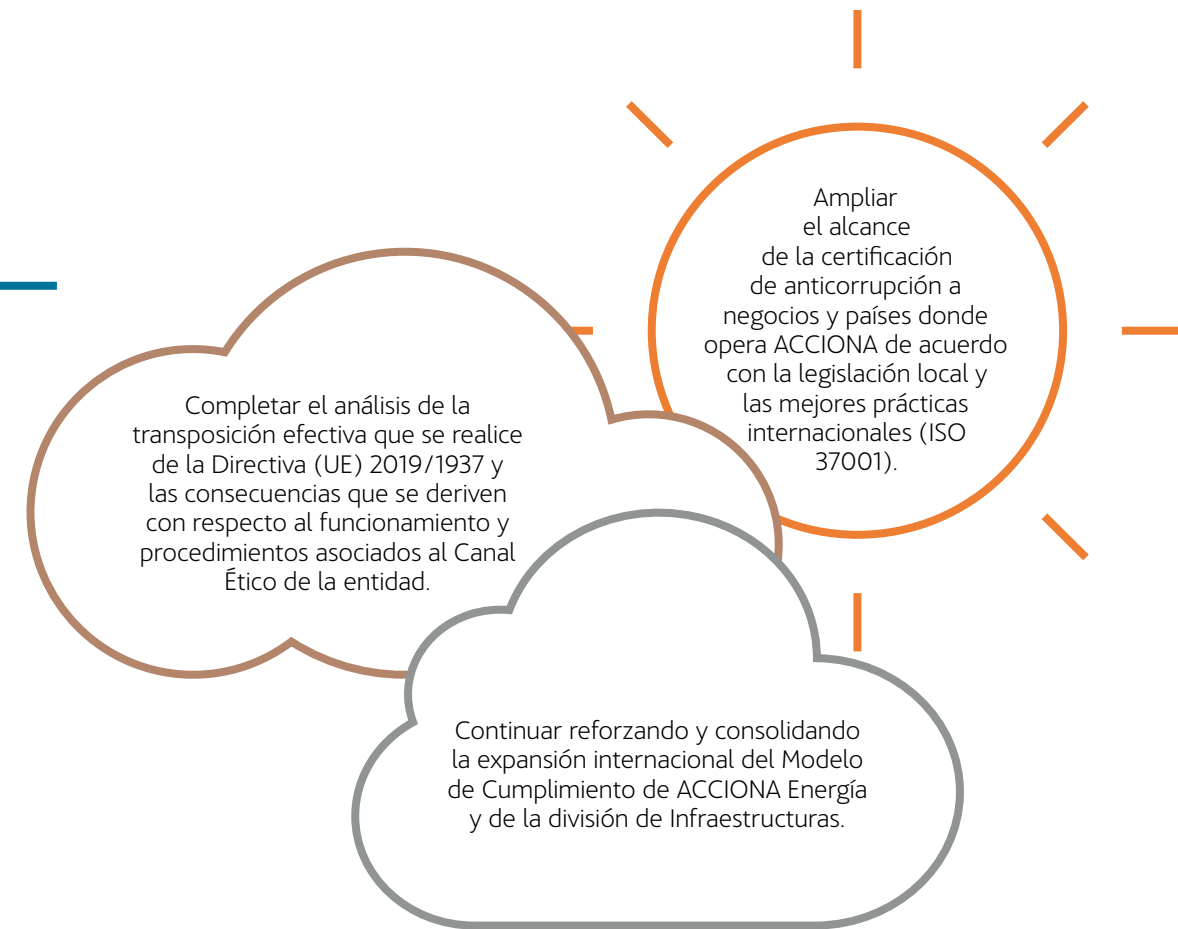 Ampliar
el alcance
de la certificación
de anticorrupción a
negocios y países donde
opera ACCIONA de acuerdo
con la legislación local y
las mejores prácticas
internacionales (ISO
37001).
Completar el análisis de la
transposición efectiva que se realice
de la Directiva (UE) 2019/1937 y
las consecuencias que se deriven
con respecto al funcionamiento y
procedimientos asociados al Canal
Ético de la entidad.
Continuar reforzando y consolidando
la expansión internacional del Modelo
de Cumplimiento de ACCIONA Energía
y de la división de Infraestructuras.